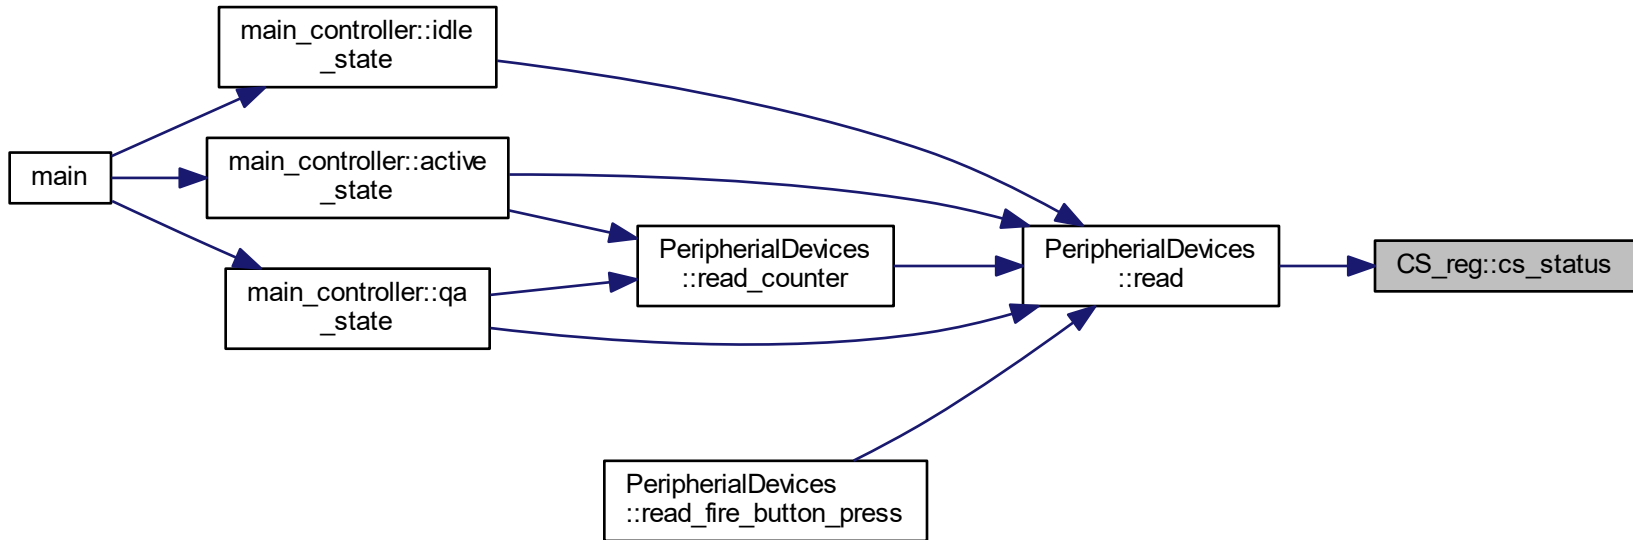 main_controller::idle
_state
main
main_controller::active
_state
main_controller::qa
_state
PeripherialDevices
::read_counter
PeripherialDevices
::read
CS_reg::cs_status
PeripherialDevices
::read_fire_button_press